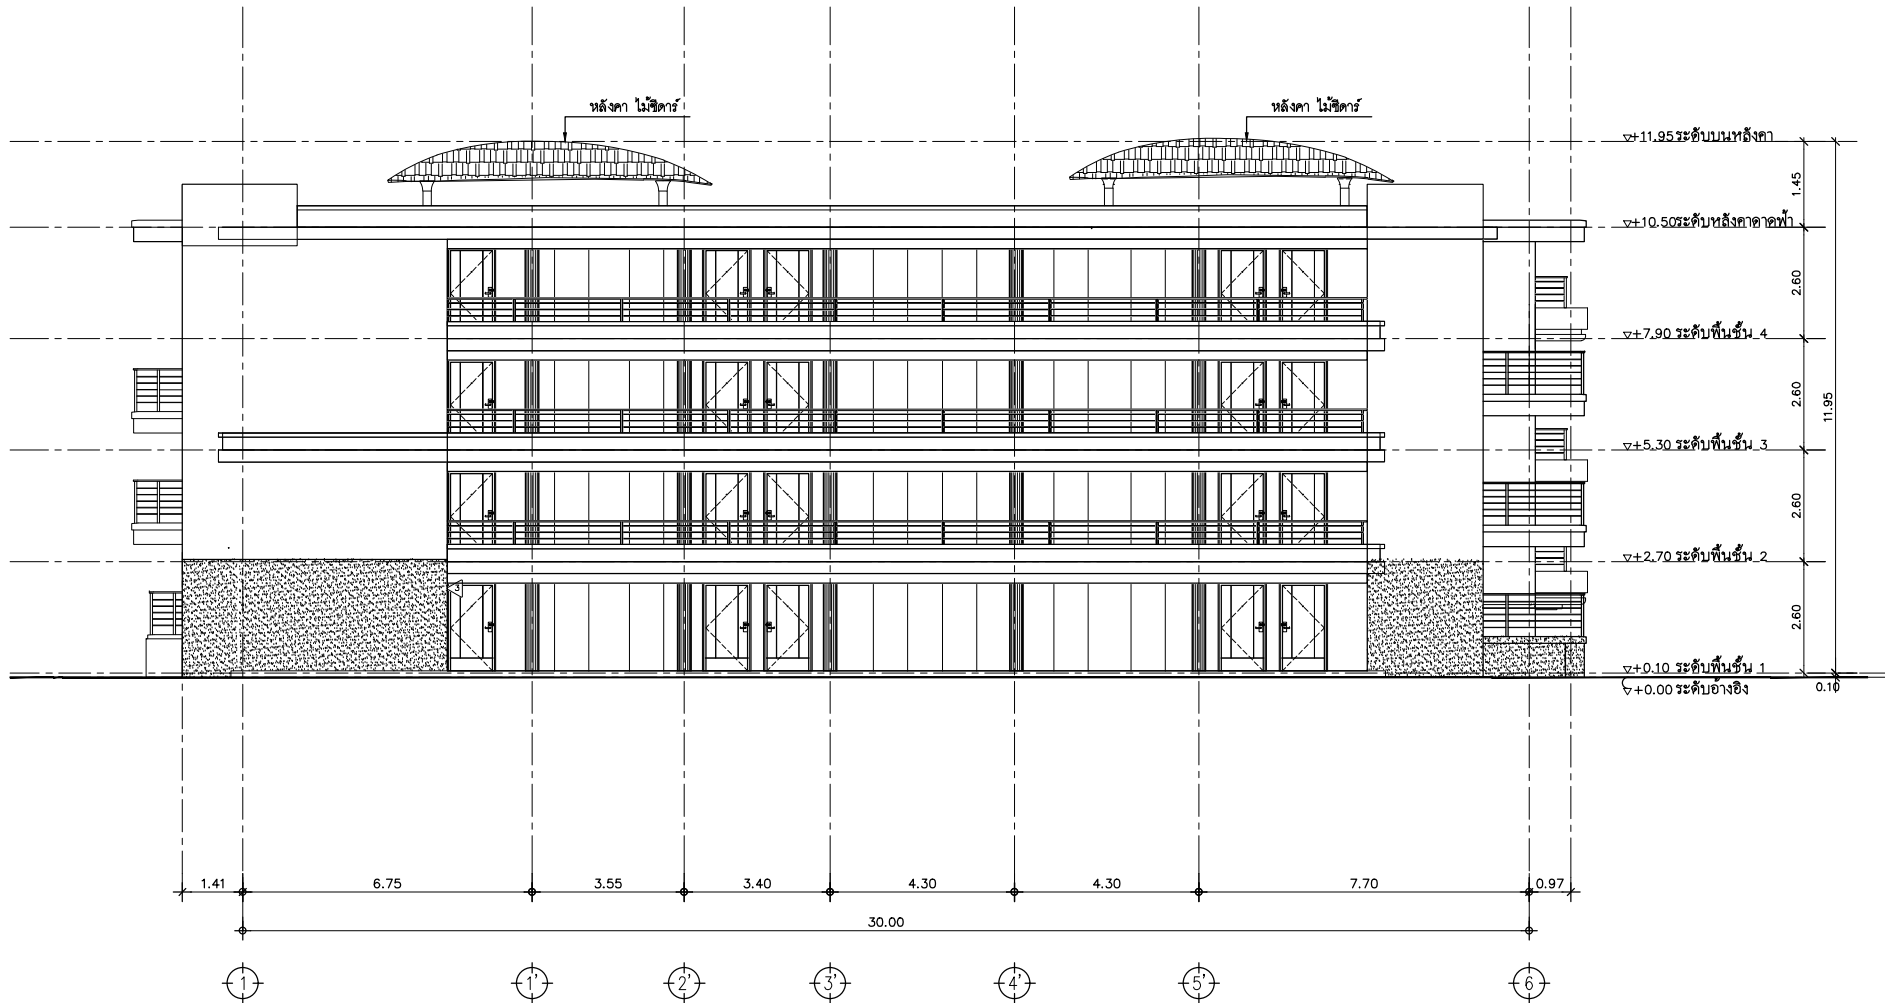 หลังคา ไม้ซิดาร์
หลังคา ไม้ซิดาร์
+11.95 ระดับบนหลังคา
1.45
+10.50 ระดับหลังคาดาดฟ้า
2.60
+7.90 ระดับพื้นชั้น 4
2.60
11.95
+5.30 ระดับพื้นชั้น 3
2.60
+2.70 ระดับพื้นชั้น 2
3
2.60
+0.10 ระดับพื้นชั้น 1
+0.00 ระดับอ้างอิง
0.10
1.41 6.75 3.55 3.40 4.30 4.30 7.70 0.97
30.00
1 1' 2' 3' 4' 5' 6